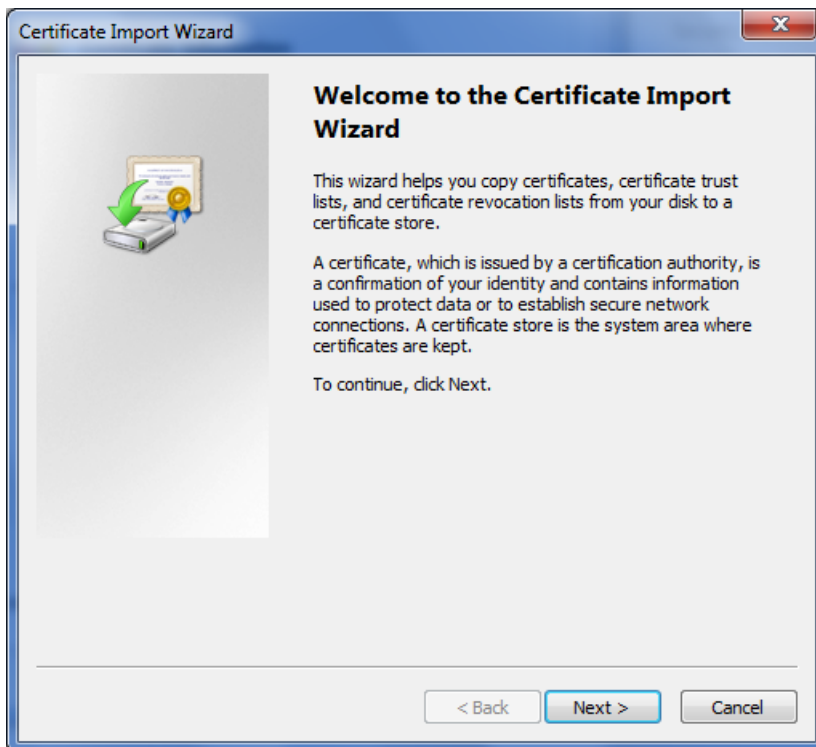 Certificate Import Wizard
Welcome to the Certificate Import
Wizard
This wizard helps you copy certificates, certificate trust
lists, and certificate revocation lists from your disk to a
certificate store.
A certificate, which is issued by a certification authority, is
a confirmation of your identity and contains information
used to protect data or to establish secure network
connections. A certificate store is the system area where
certificates are kept.
To continue, click Next.
< Back
Next >
Cancel